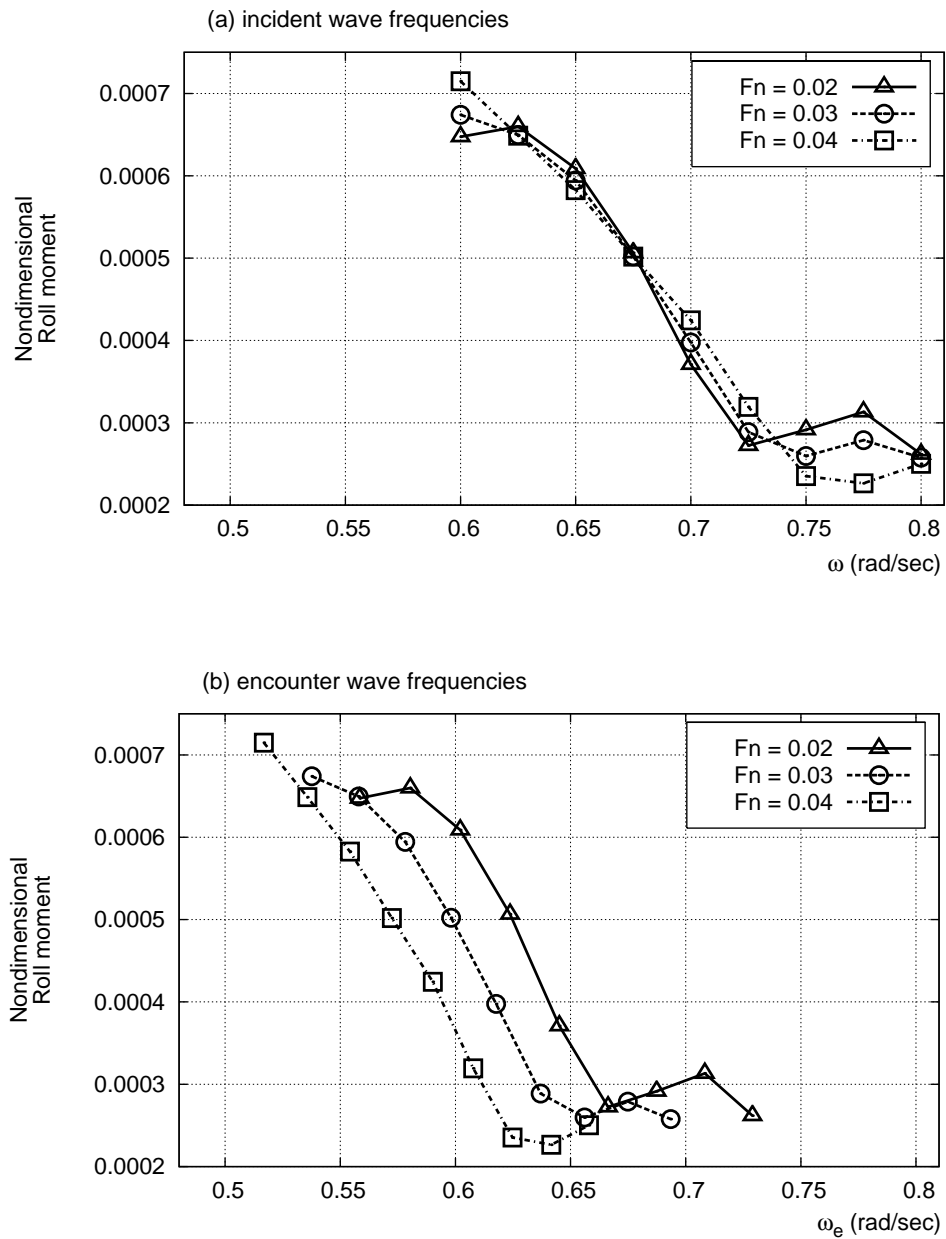 (a) incident wave frequencies
Nondimensional
Roll moment
0.0007
0.0006
0.0005
0.0004
0.0003
0.0002
Fn = 0.02
Fn = 0.03
Fn = 0.04
0.5 0.55 0.6 0.65 0.7 0.75 0.8
ω (rad/sec)
(b) encounter wave frequencies
Nondimensional
Roll moment
0.0007
0.0006
0.0005
0.0004
0.0003
0.0002
Fn = 0.02
Fn = 0.03
Fn = 0.04
0.5 0.55 0.6 0.65 0.7 0.75 0.8
ωe (rad/sec)